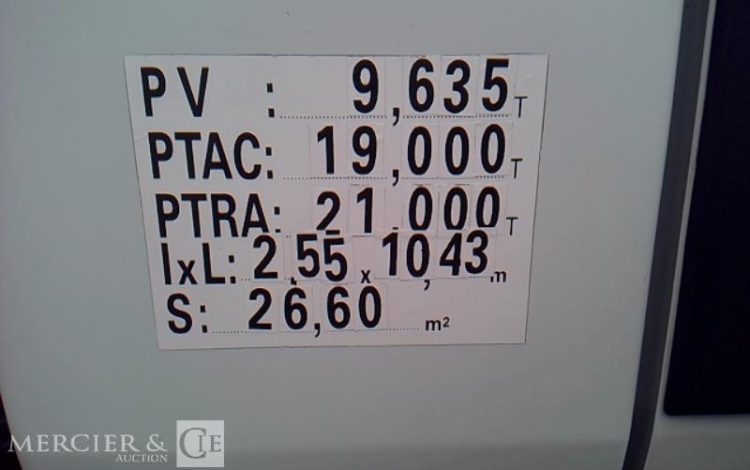 PV : 9,635 T
PTAC: 19,000 T
PTRA: 21.000 T
IxL: 2,55 x 10,43 m
S: 26,60 m²
MERCIER & CIE
AUCTION